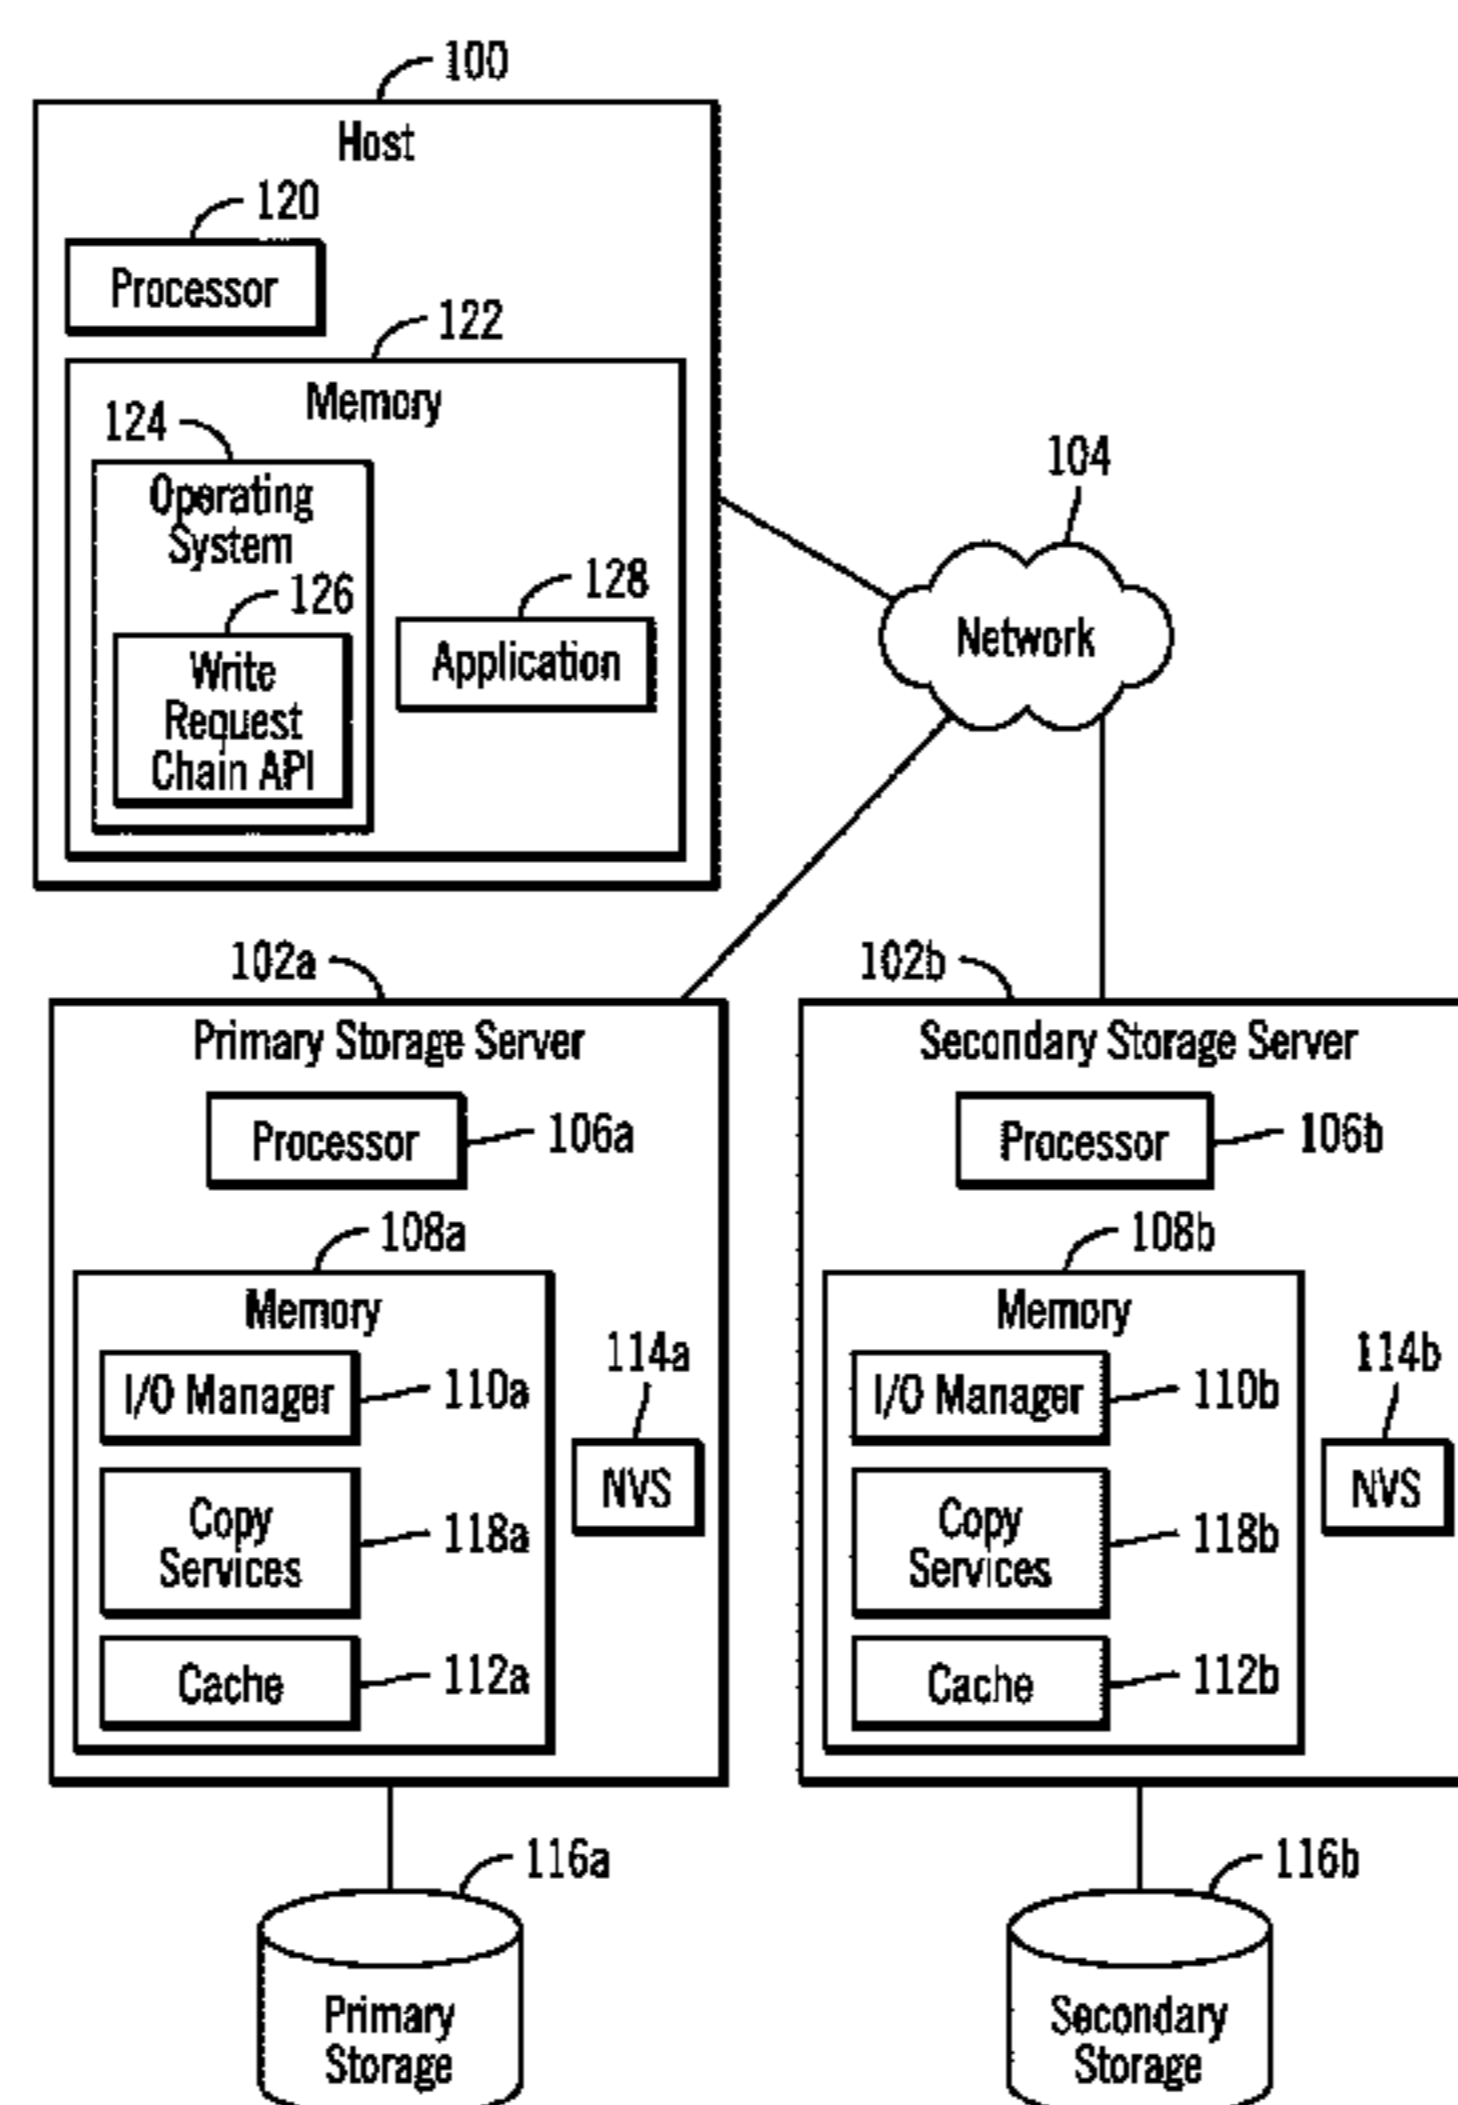 100
Host
120
Processor
122
Memory
124
Operating
System
126
Write
Request
Chain API
128
Application
104
Network
102a
Primary Storage Server
Processor
106a
108a
Memory
I/O Manager
110a
Copy
Services
118a
Cache
112a
114a
NVS
116a
Primary
Storage
102b
Secondary Storage Server
Processor
106b
108b
Memory
I/O Manager
110b
Copy
Services
118b
Cache
112b
114b
NVS
116b
Secondary
Storage